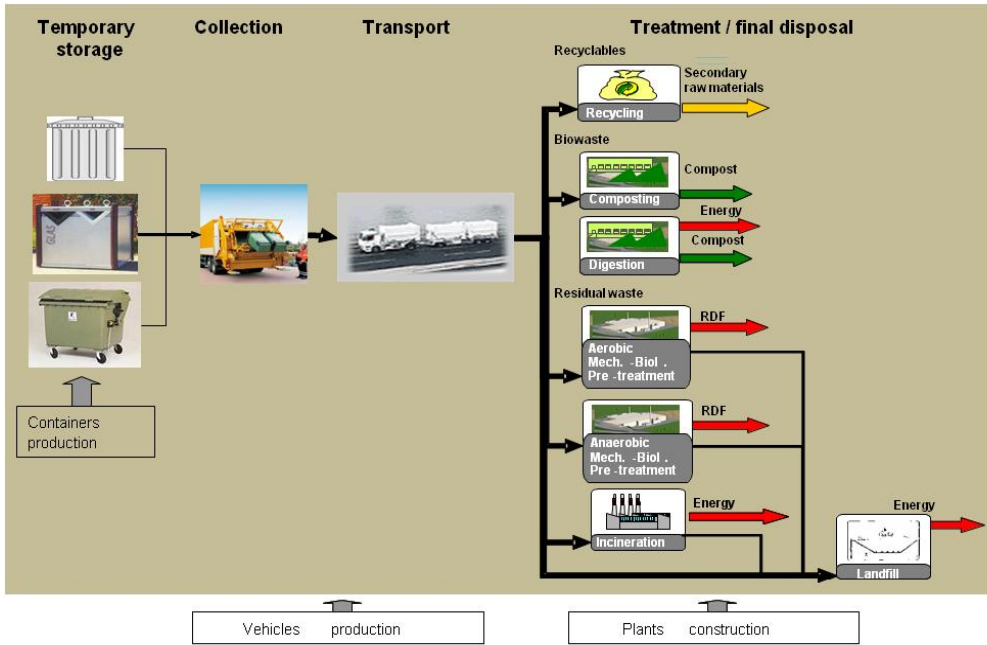 Temporary
storage
Collection
Transport
Treatment / final disposal
Recyclables
Secondary
raw materials
Recycling
Biowaste
Compost
Composting
Energy
Compost
Digestion
GLAS
Residual waste
RDF
Aerobic
Mech. -Biol .
Pre -treatment
RDF
Anaerobic
Mech. -Biol .
Pre -treatment
Containers
production
Energy
Incineration
Energy
Landfill
Vehicles production
Plants construction